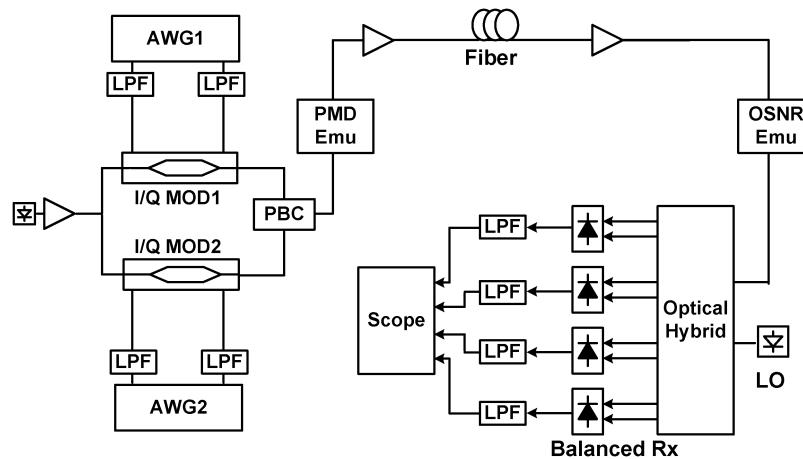 AWG1
LPF
LPF
I/Q MOD1
PBC
I/Q MOD2
LPF
LPF
AWG2
PMD
Emu
Fiber
OSNR
Emu
Scope
LPF
LPF
LPF
LPF
Balanced Rx
Optical
Hybrid
LO